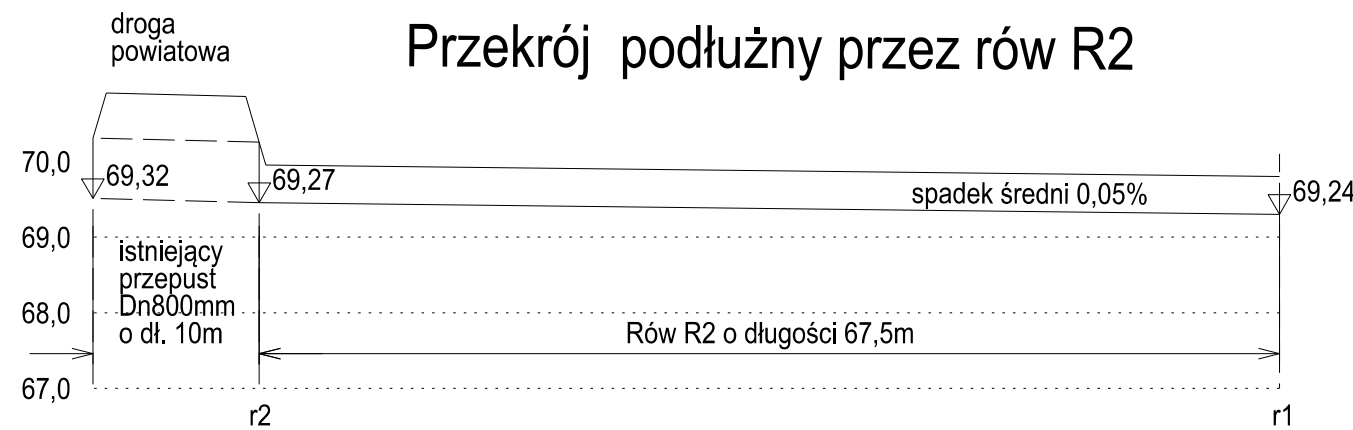 droga
powiatowa
Przekrój podłużny przez rów R2
70,0
69,32
69,27
spadek średni 0,05%
69,24
69,0
istniejący
przepust
Dn800mm
o dł. 10m
68,0
Rów R2 o długości 67,5m
67,0
r2
r1